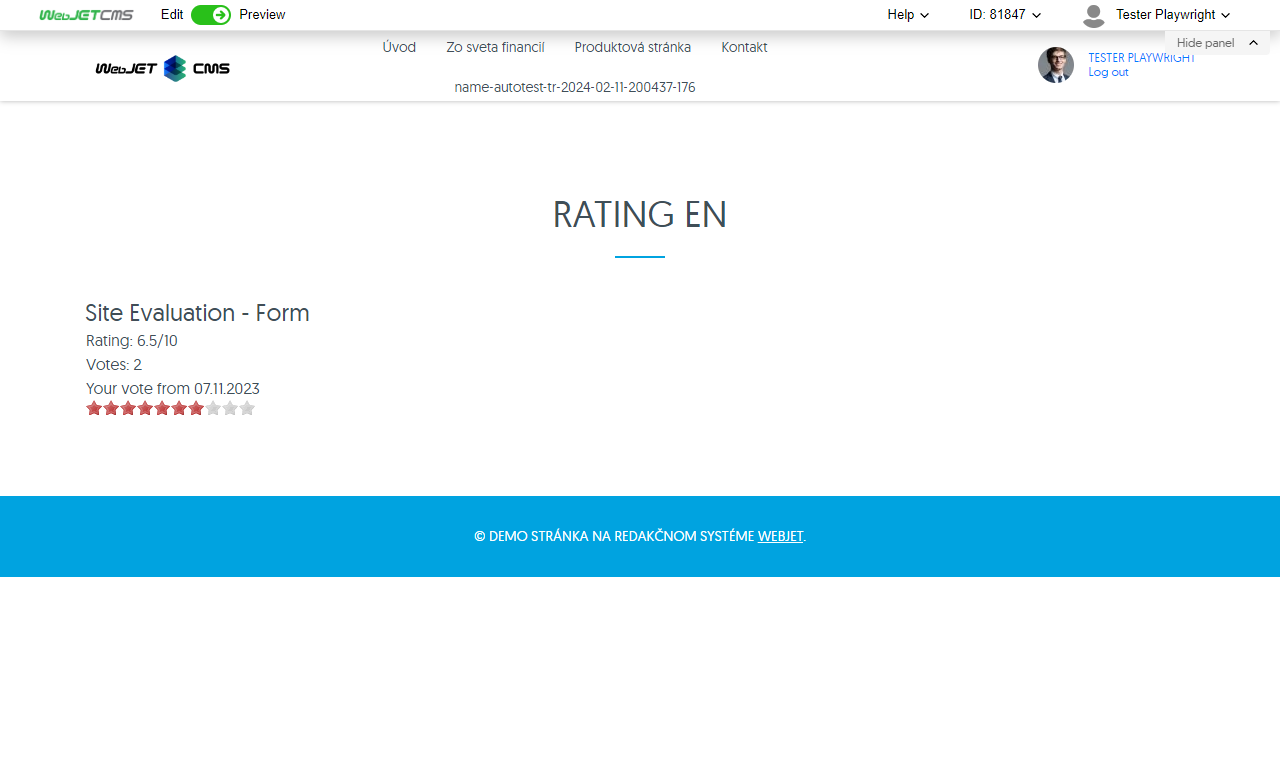 WebJETCMS Edit Preview Help ID: 81847 Tester Playwright
Hide panel
WebJET CMS
Úvod Zo sveta financií Produktová stránka Kontakt
name-autotest-tr-2024-02-11-200437-176
TESTER PLAYWRIGHT
Log out
RATING EN
Site Evaluation - Form
Rating: 6.5/10
Votes: 2
Your vote from 07.11.2023
© DEMO STRÁNKA NA REDAKČNOM SYSTÉME WEBJET.